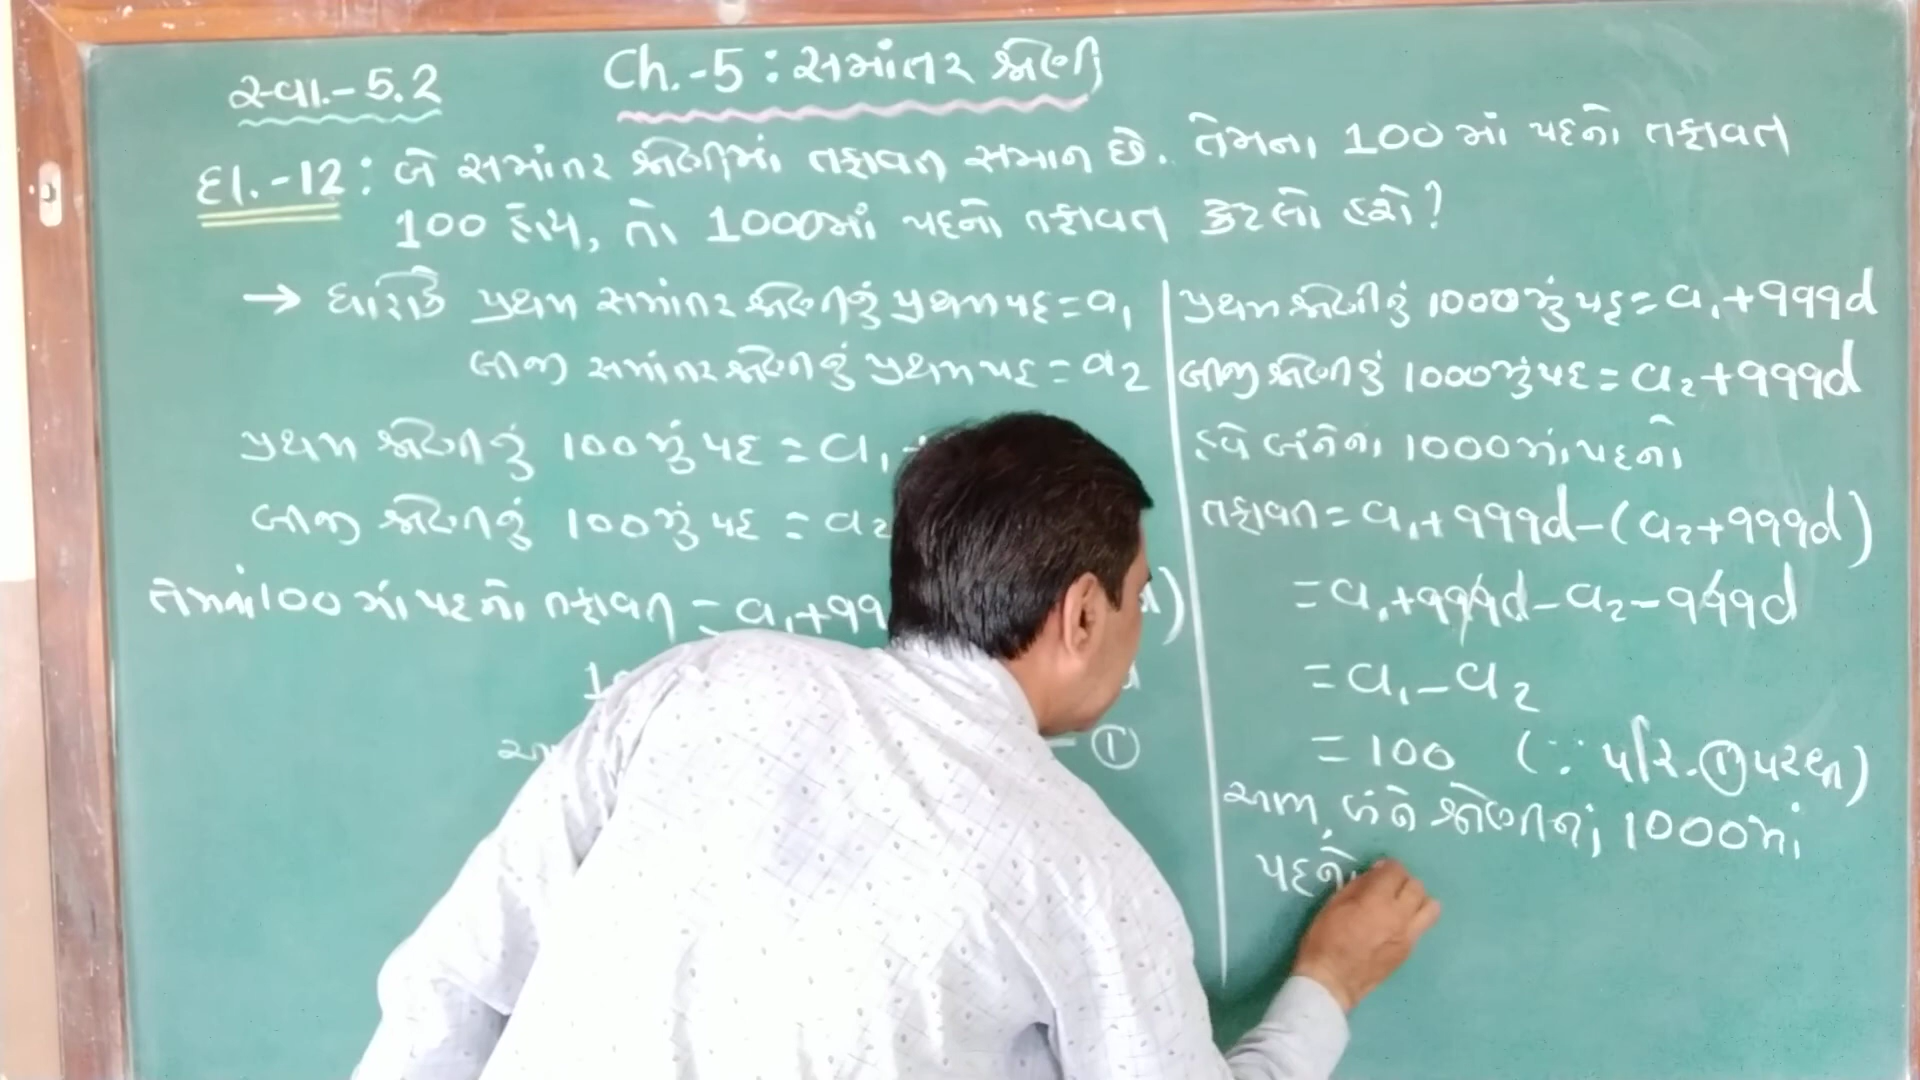 સ્વા.-5.2
Ch.-5 : સમાંતર શ્રેણી
દા.-12 : બે સમાંતર શ્રેણીમાં તફાવત સમાન છે. તેમના 100 માં પદનો તફાવત
100 હોય, તો 1000માં પદનો તફાવત કેટલો હશે?
→ ધારોકે પ્રથમ સમાંતર શ્રેણીનું પ્રથમ પદ = a₁
બીજી સમાંતર શ્રેણીનું પ્રથમ પદ = a₂
પ્રથમ શ્રેણીનું 100 મું પદ = a₁
બીજી શ્રેણીનું 100 મું પદ = a₂
તેમનાં 100 માં પદનો તફાવત = a₁+99 )
- ①
પ્રથમ શ્રેણીનું 1000 મું પદ = a₁+999d
બીજી શ્રેણીનું 1000 મું પદ = a₂+999d
હવે બંનેના 1000માં પદનો
તફાવત = a₁+999d-(a₂+999d)
= a₁+999d-a₂-999d
= a₁-a₂
= 100 (∵ પરિ.① પરથી)
આમ, બંને શ્રેણીનાં 1000માં
પદનો